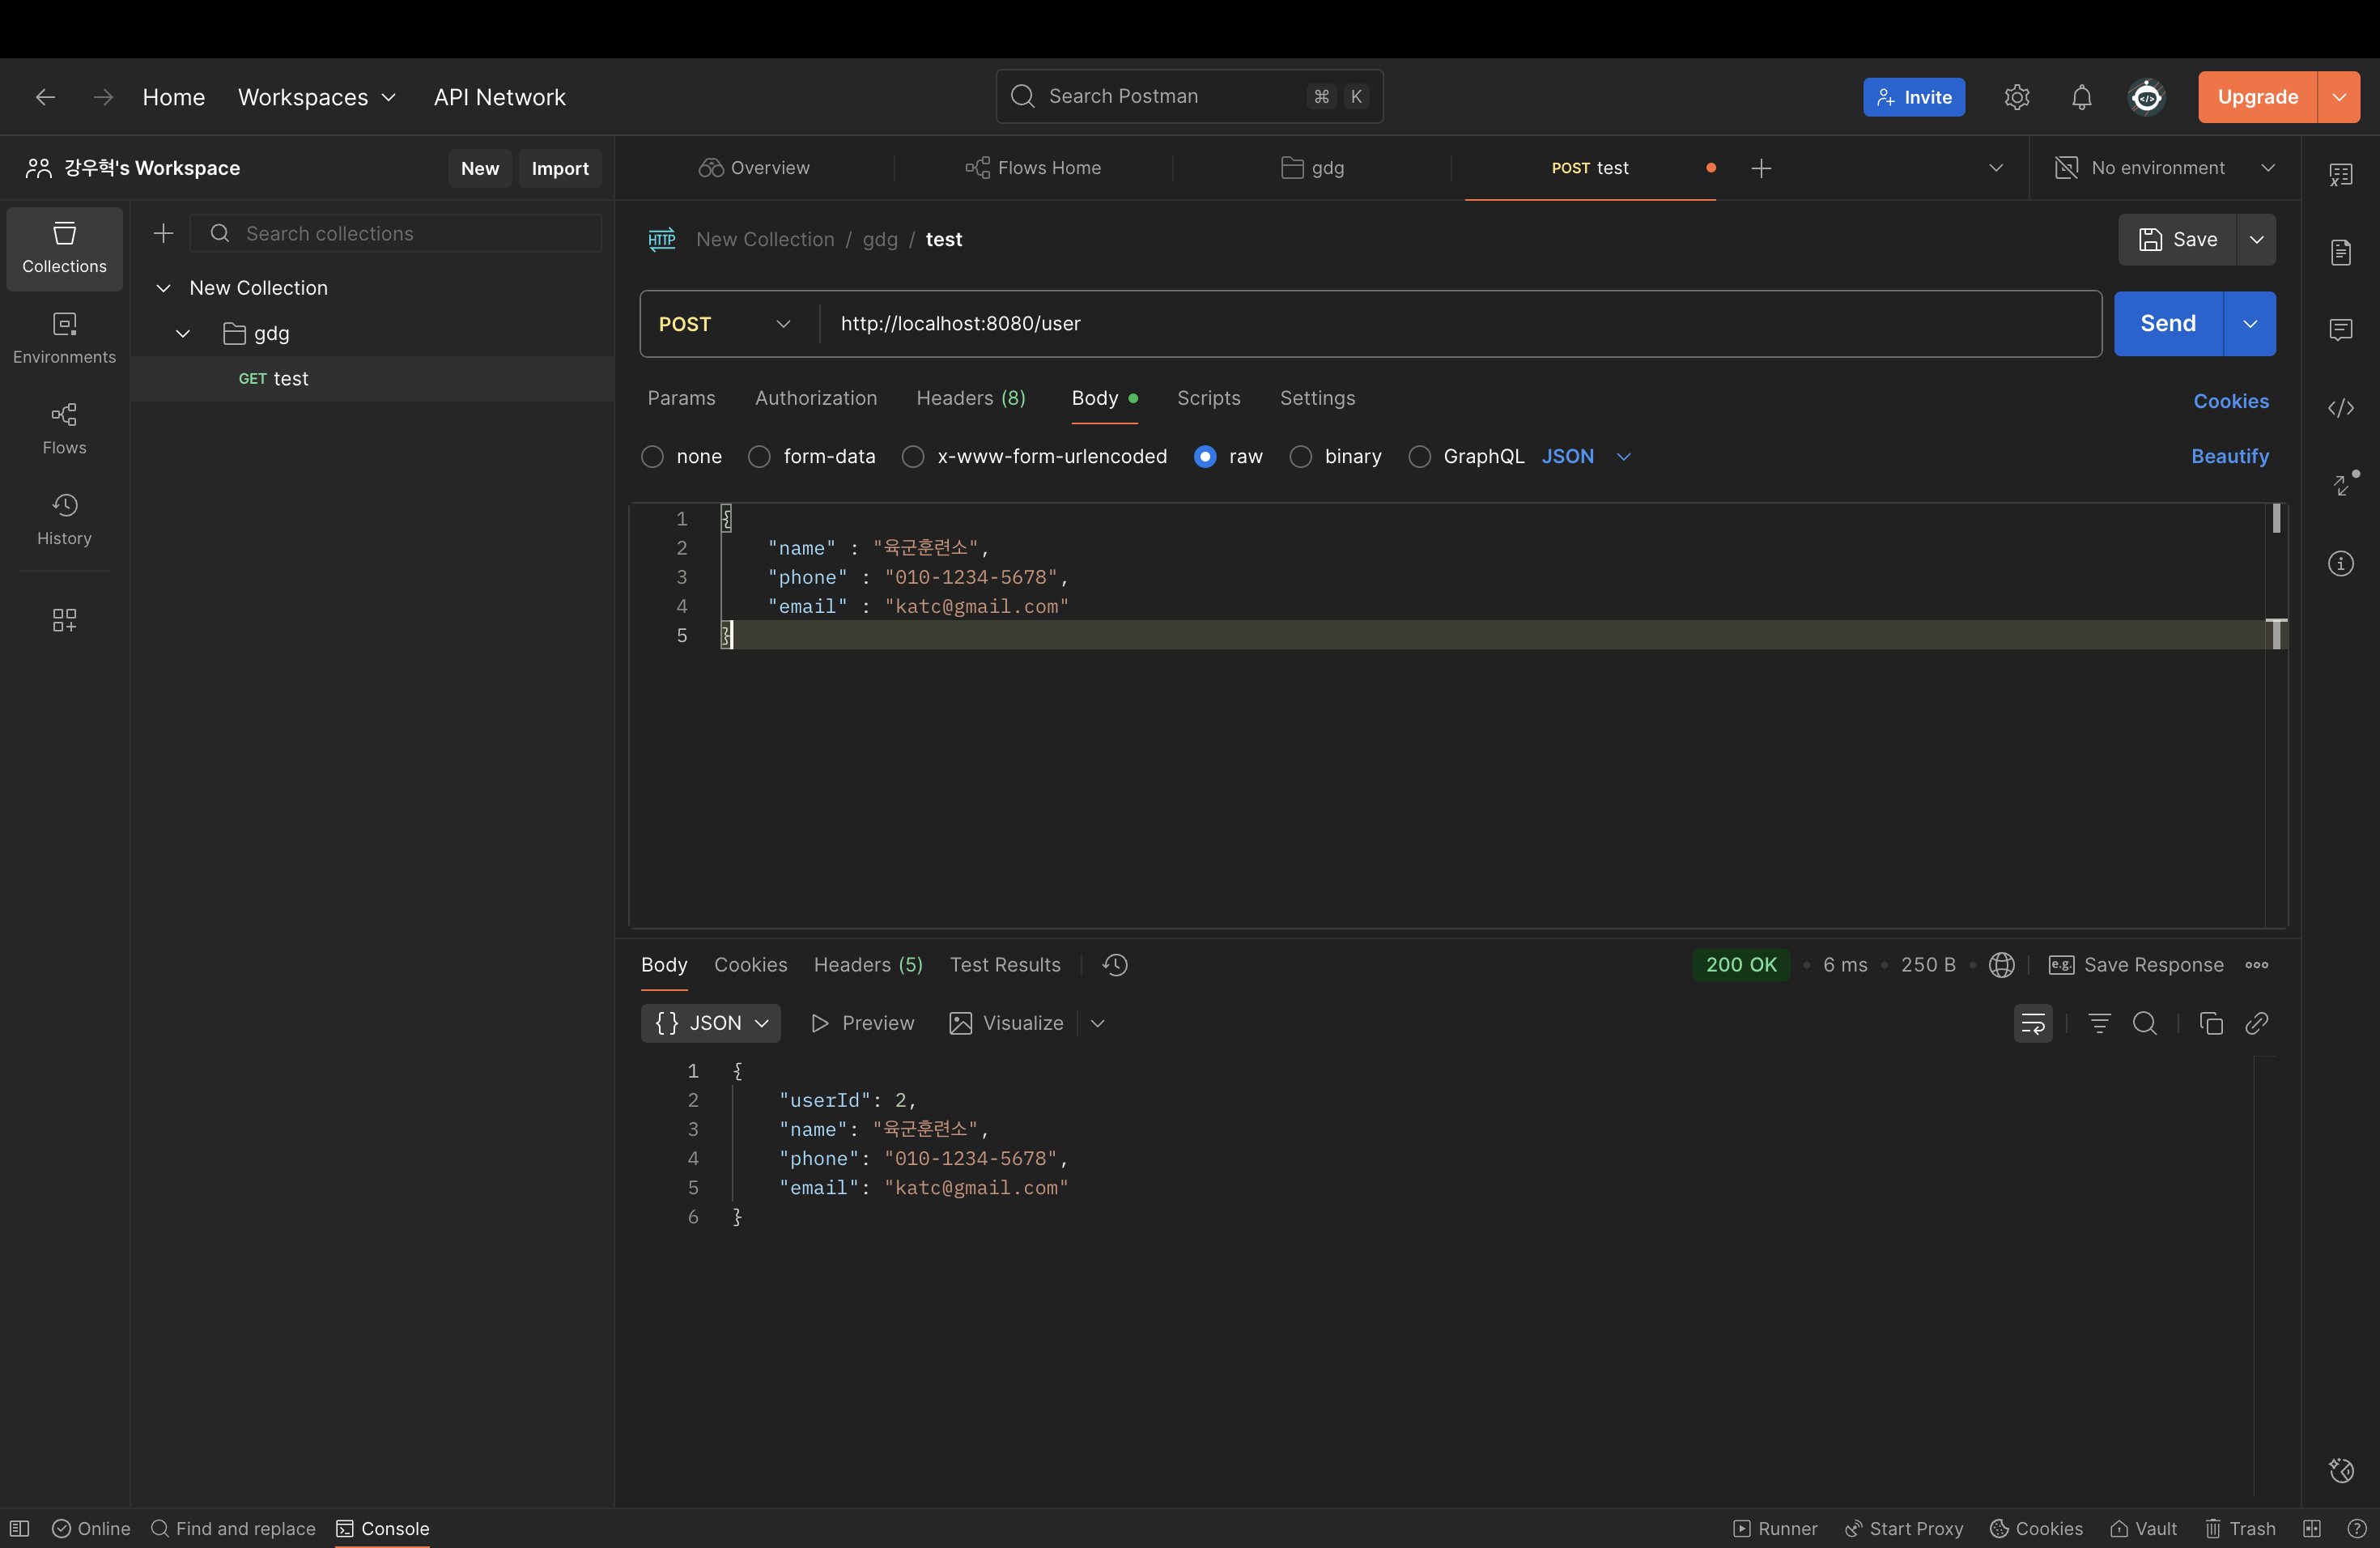 Home Workspaces API Network Search Postman ⌘ K Invite Upgrade
강우혁's Workspace New Import
Overview Flows Home gdg POST test No environment
Collections
Environments
Flows
History
Search collections
New Collection
gdg
GET test
HTTP New Collection / gdg / test Save
POST http://localhost:8080/user Send
Params Authorization Headers (8) Body Scripts Settings Cookies
none form-data x-www-form-urlencoded raw binary GraphQL JSON Beautify
1 {
2 "name" : "육군훈련소",
3 "phone" : "010-1234-5678",
4 "email" : "katc@gmail.com"
5 }
Body Cookies Headers (5) Test Results 200 OK • 6 ms • 250 B • e.g. Save Response
{} JSON Preview Visualize
1 {
2 "userId": 2,
3 "name": "육군훈련소",
4 "phone": "010-1234-5678",
5 "email": "katc@gmail.com"
6 }
Online Find and replace Console Runner Start Proxy Cookies Vault Trash